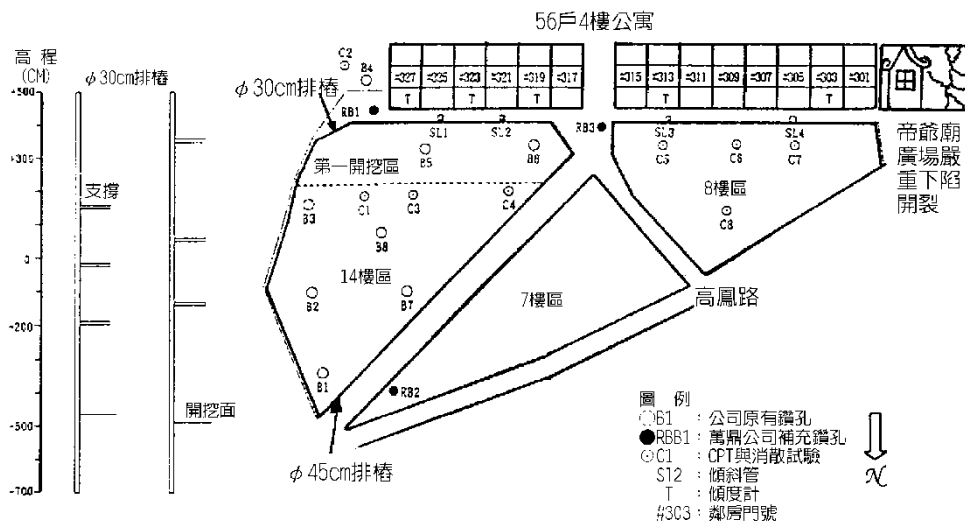 56戶4樓公寓
高 程
(CM)
φ30cm排樁
+500
+300
0
-200
-500
-700
支撐
開挖面
C2
B4
φ30cm排樁
RB1
#327
#325
#323
#321
#319
#317
T
T
T
#315
#313
#311
#309
#307
#305
#303
#301
T
T
SL1
SL2
RB3
SL3
SL4
帝爺廟
廣場嚴
重下陷
開裂
第一開挖區
B5
B6
C5
C6
C7
8樓區
C8
B3
C1
C3
C4
B8
14樓區
B2
B7
7樓區
高鳳路
B1
RB2
φ45cm排樁
圖 例
B1 : 公司原有鑽孔
RBB1 : 萬鼎公司補充鑽孔
C1 : CPT與消散試驗
S12 : 傾斜管
T : 傾度計
#303 : 鄰房門號
N